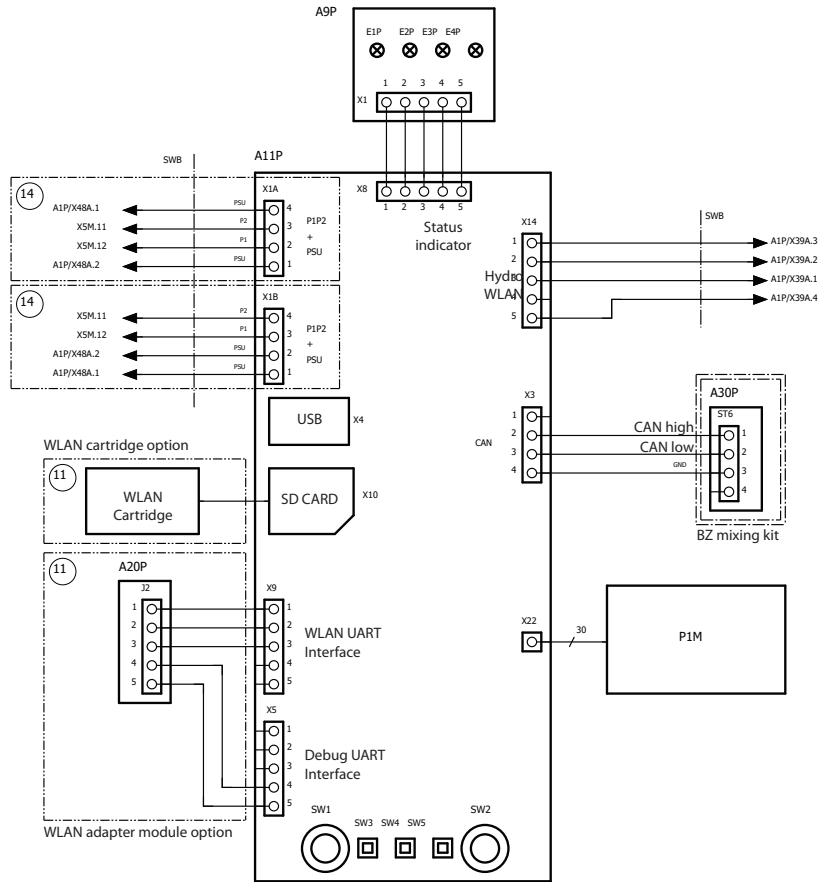 A9P
E1P E2P E3P E4P
1 2 3 4 5
X1
SWB
A11P
14
X1A
A1P/X48A.1 PSU 4
X5M.11 P2 3
X5M.12 P1 2
A1P/X48A.2 PSU 1
P1P2
+
PSU
X8
1 2 3 4 5
Status
indicator
X14
SWB
1 A1P/X39A.3
2 A1P/X39A.2
3 A1P/X39A.1
4 A1P/X39A.4
5
Hydro
WLAN
14
X1B
X5M.11 P2 4
X5M.12 P1 3
A1P/X48A.2 PSU 2
A1P/X48A.1 PSU 1
P1P2
+
PSU
USB
X4
X3
1
2
3
4
CAN
CAN high
CAN low
GND
A30P
ST6
1
2
3
4
BZ mixing kit
WLAN cartridge option
11
WLAN
Cartridge
SD CARD
X10
11
A20P
J2
1
2
3
4
5
X9
1
2
3
4
5
WLAN UART
Interface
X22
30
P1M
X5
1
2
3
4
5
Debug UART
Interface
WLAN adapter module option
SW1
SW3 SW4 SW5
SW2